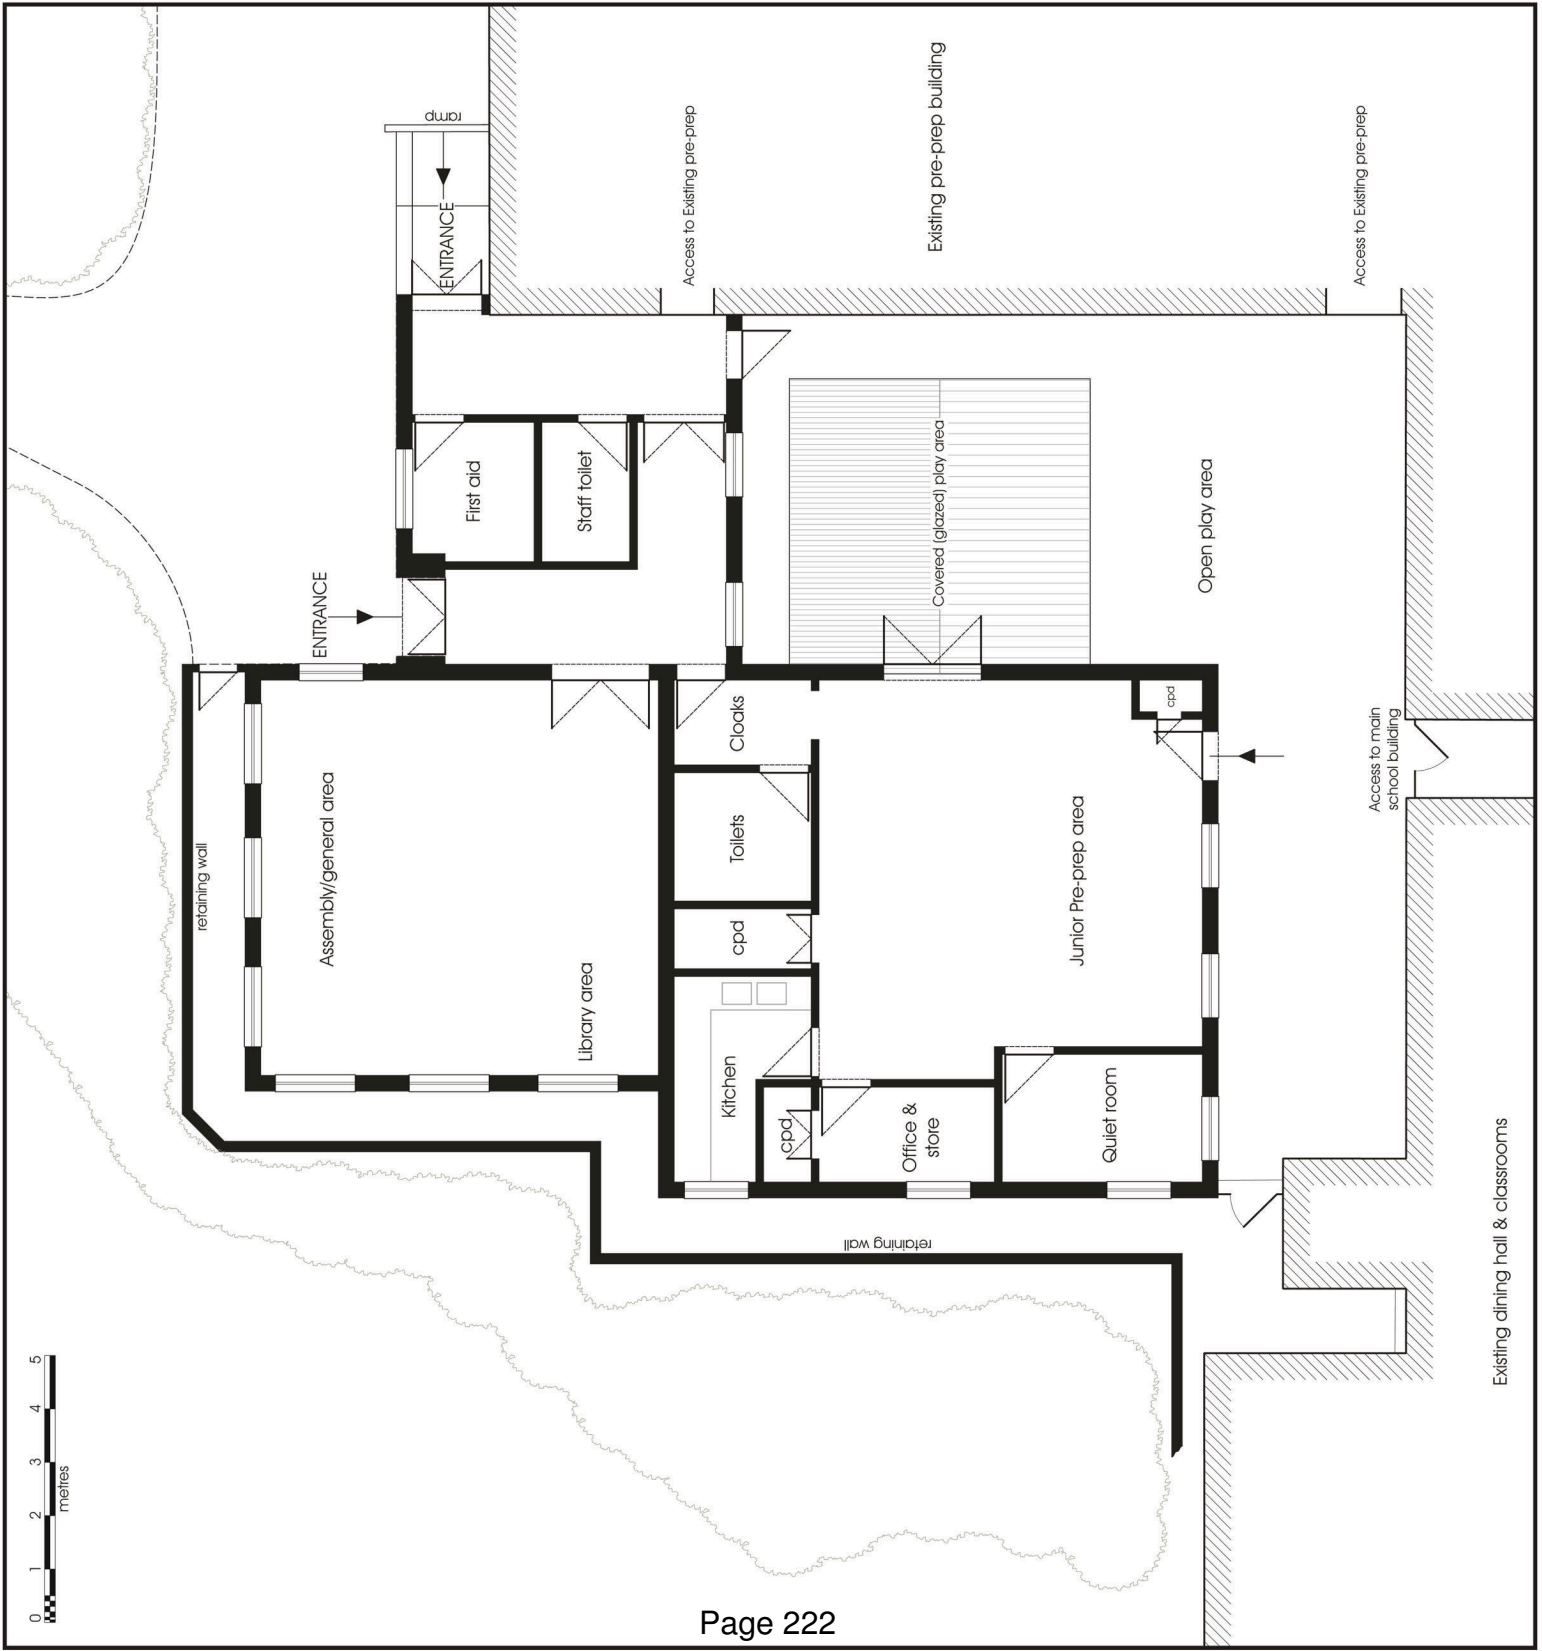 ramp
ENTRANCE
Access to Existing pre-prep
Existing pre-prep building
Access to Existing pre-prep
First aid
Staff toilet
Covered (glazed) play area
Open play area
ENTRANCE
retaining wall
Assembly/general area
Library area
Cloaks
Toilets
cpd
Kitchen
cpd
Office &
store
Quiet room
Junior Pre-prep area
cpd
Access to main
school building
retaining wall
Existing dining hall & classrooms
0 1 2 3 4 5
metres
Page 222